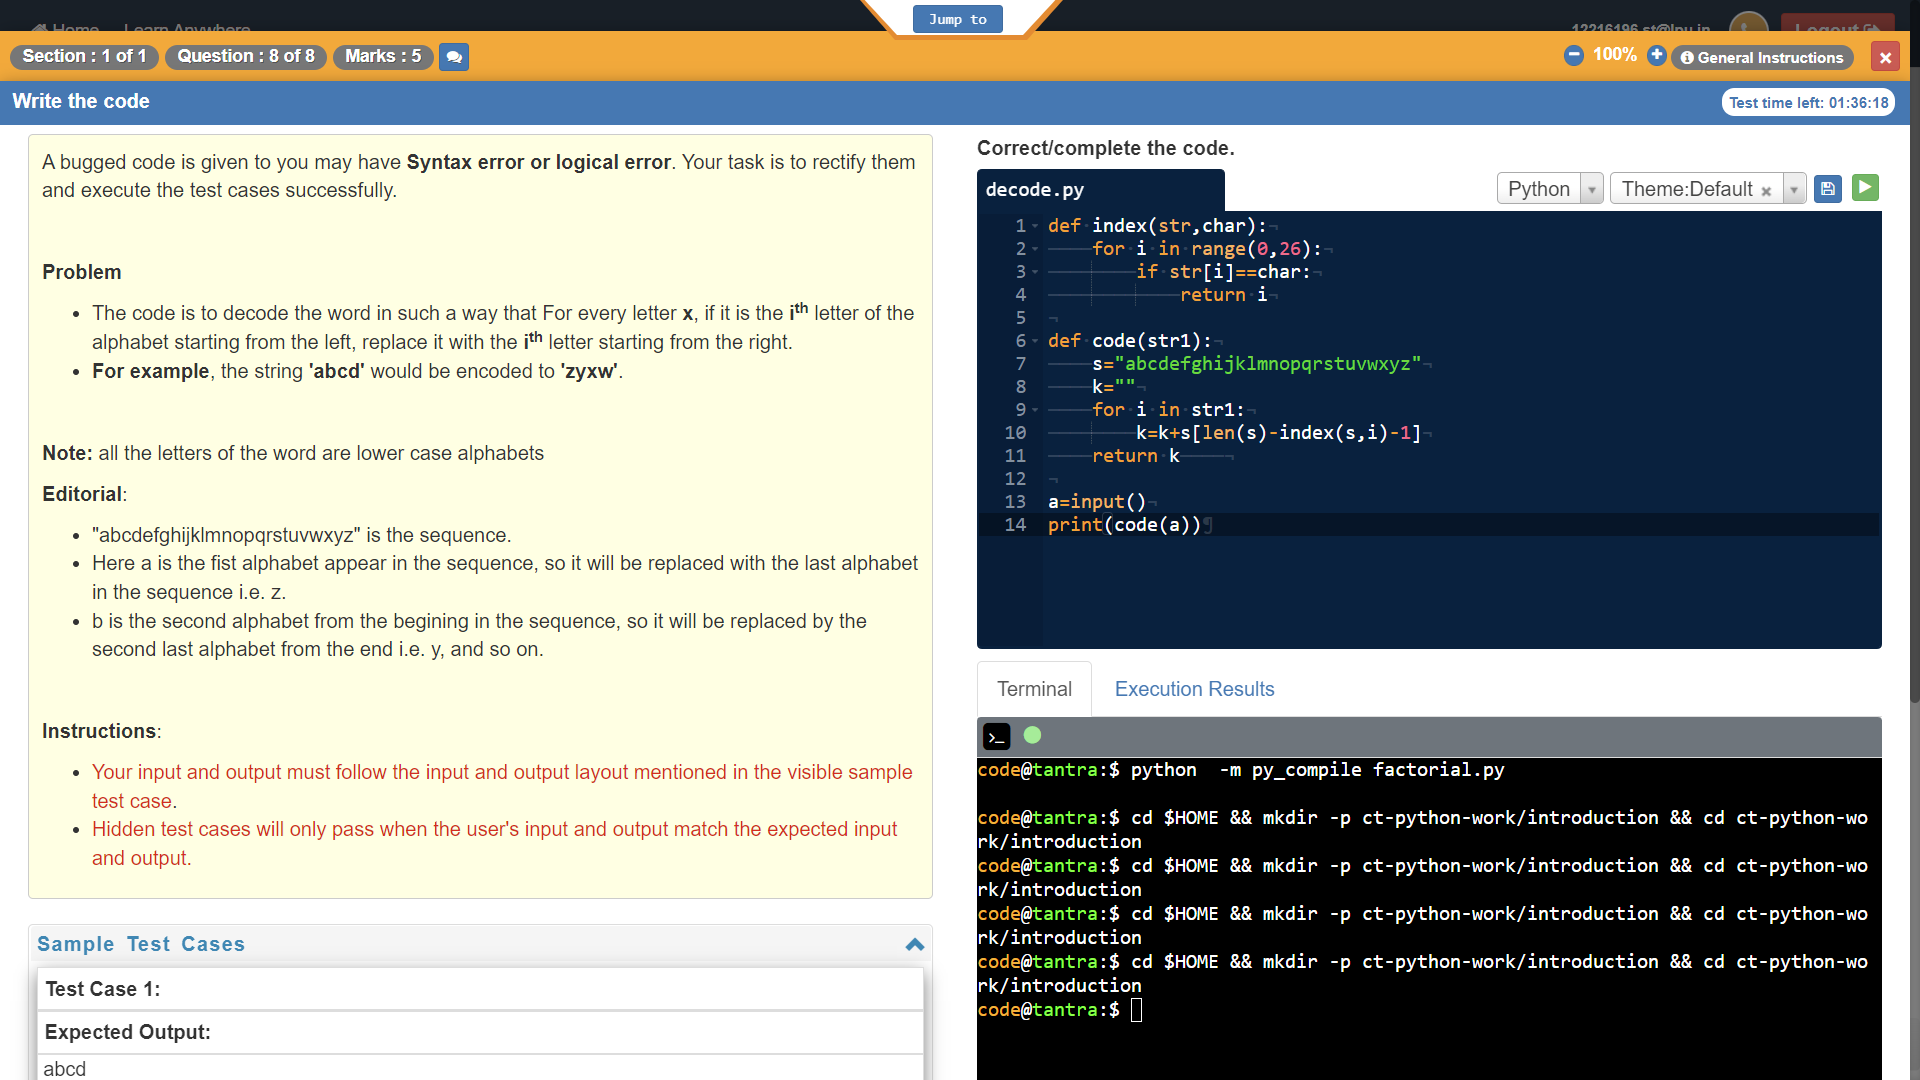 Jump to
Home Learn Anywhere
12216196.st@lpu.in Logout
Section : 1 of 1 Question : 8 of 8 Marks : 5
100% General Instructions
Write the code
Test time left: 01:36:18
A bugged code is given to you may have Syntax error or logical error. Your task is to rectify them
and execute the test cases successfully.
Problem
• The code is to decode the word in such a way that For every letter x, if it is the ith letter of the
alphabet starting from the left, replace it with the ith letter starting from the right.
• For example, the string 'abcd' would be encoded to 'zyxw'.
Note: all the letters of the word are lower case alphabets
Editorial:
• "abcdefghijklmnopqrstuvwxyz" is the sequence.
• Here a is the fist alphabet appear in the sequence, so it will be replaced with the last alphabet
in the sequence i.e. z.
• b is the second alphabet from the begining in the sequence, so it will be replaced by the
second last alphabet from the end i.e. y, and so on.
Instructions:
• Your input and output must follow the input and output layout mentioned in the visible sample
test case.
• Hidden test cases will only pass when the user's input and output match the expected input
and output.
Sample Test Cases
Test Case 1:
Expected Output:
abcd
Correct/complete the code.
decode.py
Python Theme:Default
1 def index(str,char):
2 for i in range(0,26):
3 if str[i]==char:
4 return i
5
6 def code(str1):
7 s="abcdefghijklmnopqrstuvwxyz"
8 k=""
9 for i in str1:
10 k=k+s[len(s)-index(s,i)-1]
11 return k
12
13 a=input()
14 print(code(a))
Terminal Execution Results
code@tantra:$ python  -m py_compile factorial.py
code@tantra:$ cd $HOME && mkdir -p ct-python-work/introduction && cd ct-python-wo
rk/introduction
code@tantra:$ cd $HOME && mkdir -p ct-python-work/introduction && cd ct-python-wo
rk/introduction
code@tantra:$ cd $HOME && mkdir -p ct-python-work/introduction && cd ct-python-wo
rk/introduction
code@tantra:$ cd $HOME && mkdir -p ct-python-work/introduction && cd ct-python-wo
rk/introduction
code@tantra:$